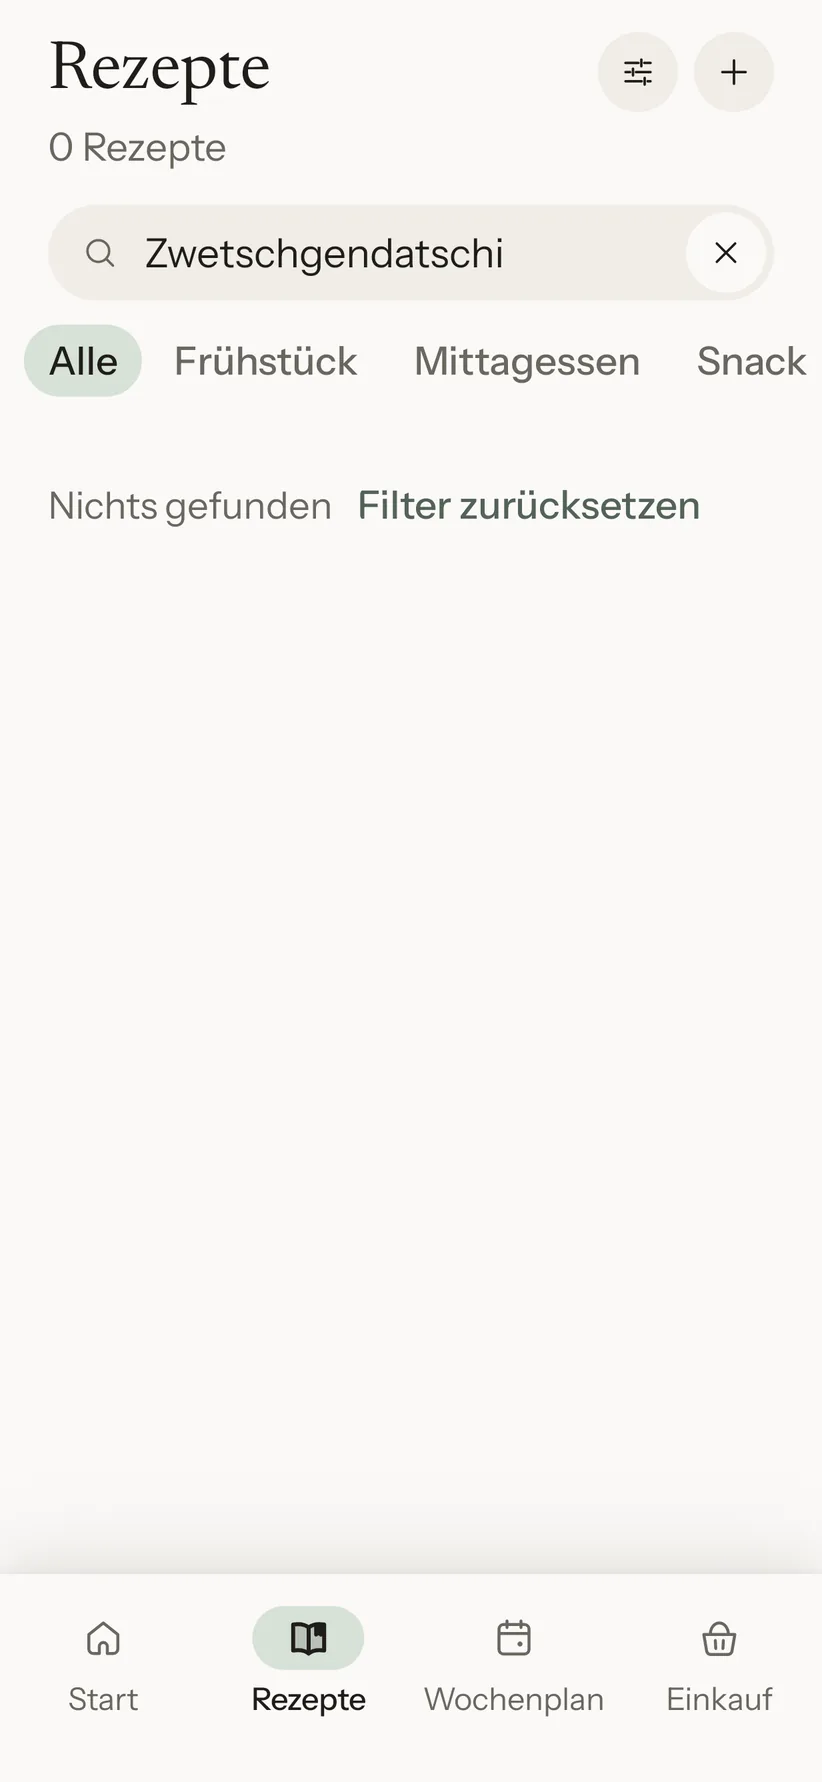 Rezepte
0 Rezepte
Zwetschgendatschi
Alle Frühstück Mittagessen Snack
Nichts gefunden Filter zurücksetzen
Start Rezepte Wochenplan Einkauf